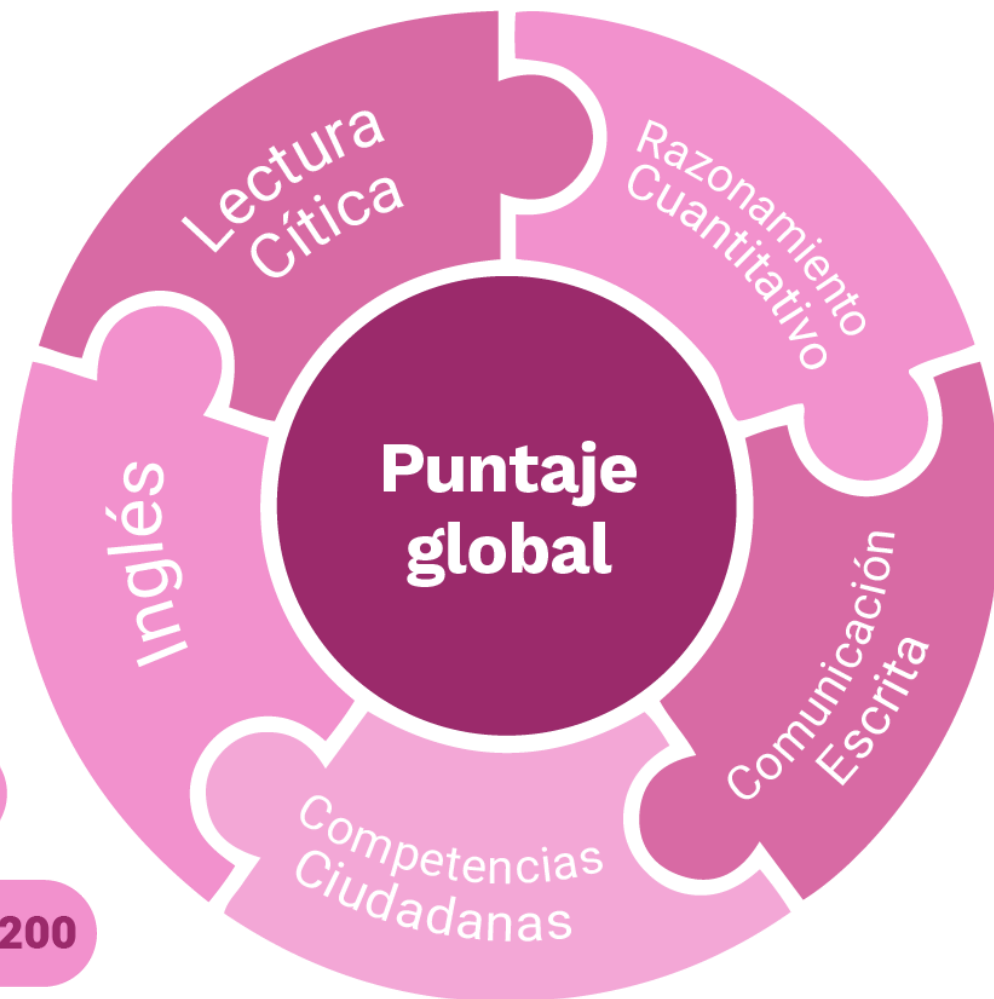 Lectura
Cítica
Razonamiento
Cuantitativo
Puntaje
global
Inglés
Comunicación
Escrita
Competencias
Ciudadanas
200